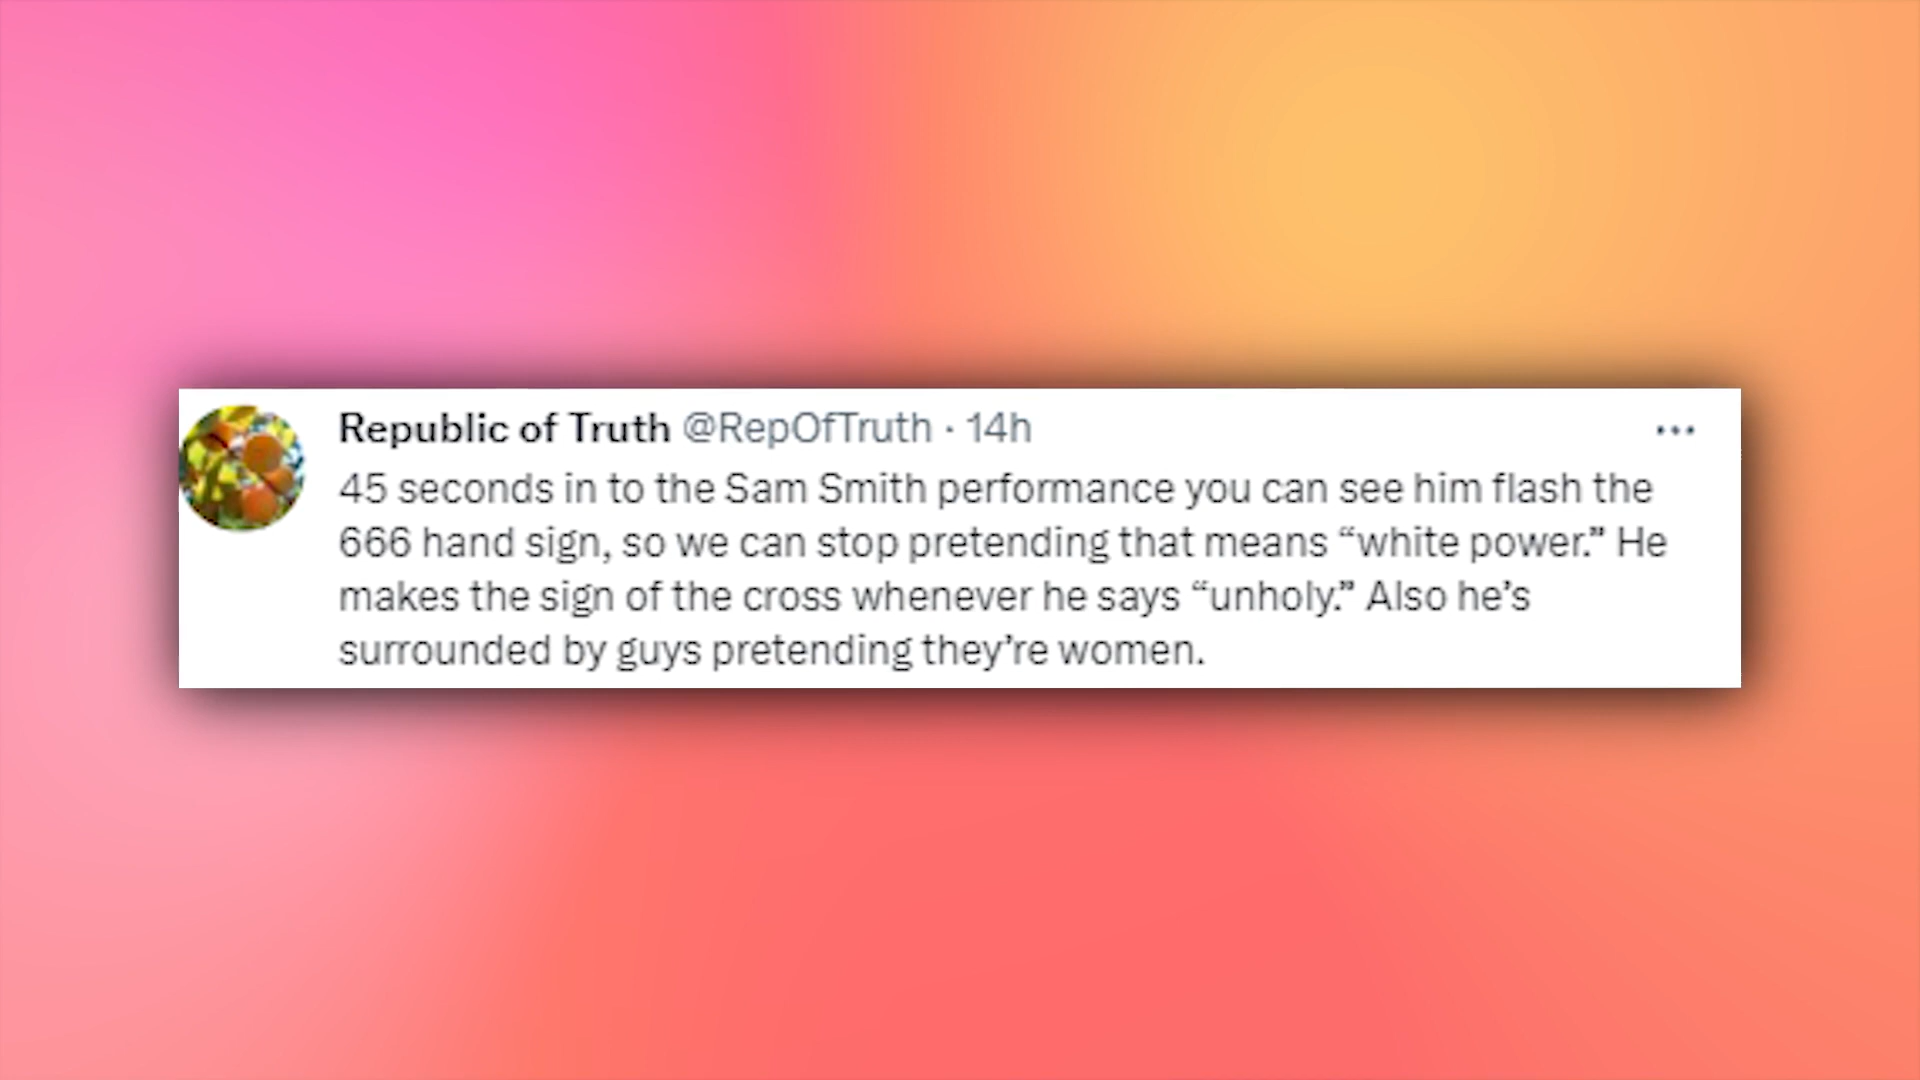 Republic of Truth @RepOfTruth · 14h
45 seconds in to the Sam Smith performance you can see him flash the
666 hand sign, so we can stop pretending that means “white power.” He
makes the sign of the cross whenever he says “unholy.” Also he’s
surrounded by guys pretending they’re women.